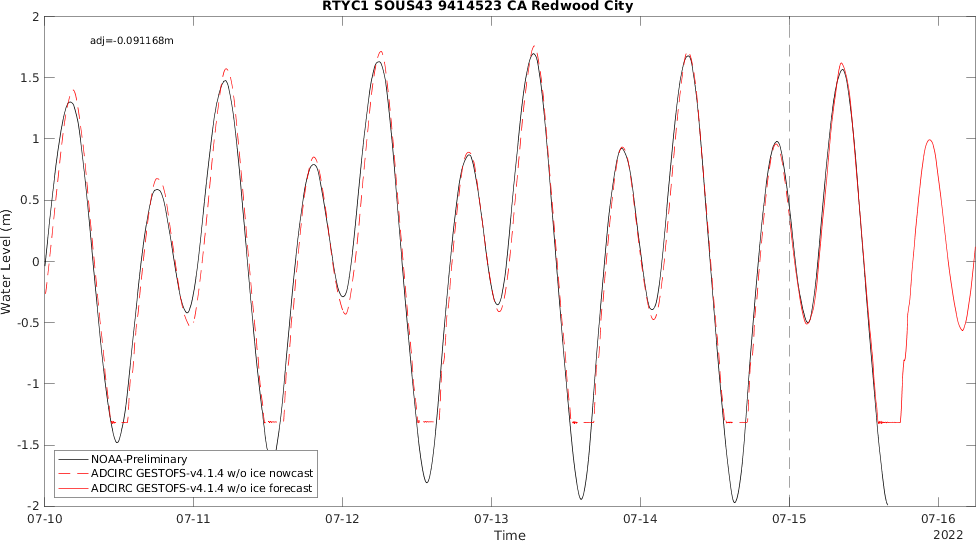 RTYC1 SOUS43 9414523 CA Redwood City
adj=-0.091168m
2
1.5
1
0.5
0
-0.5
-1
-1.5
-2
Water Level (m)
NOAA-Preliminary
ADCIRC GESTOFS-v4.1.4 w/o ice nowcast
ADCIRC GESTOFS-v4.1.4 w/o ice forecast
07-10 07-11 07-12 07-13 07-14 07-15 07-16
Time
2022